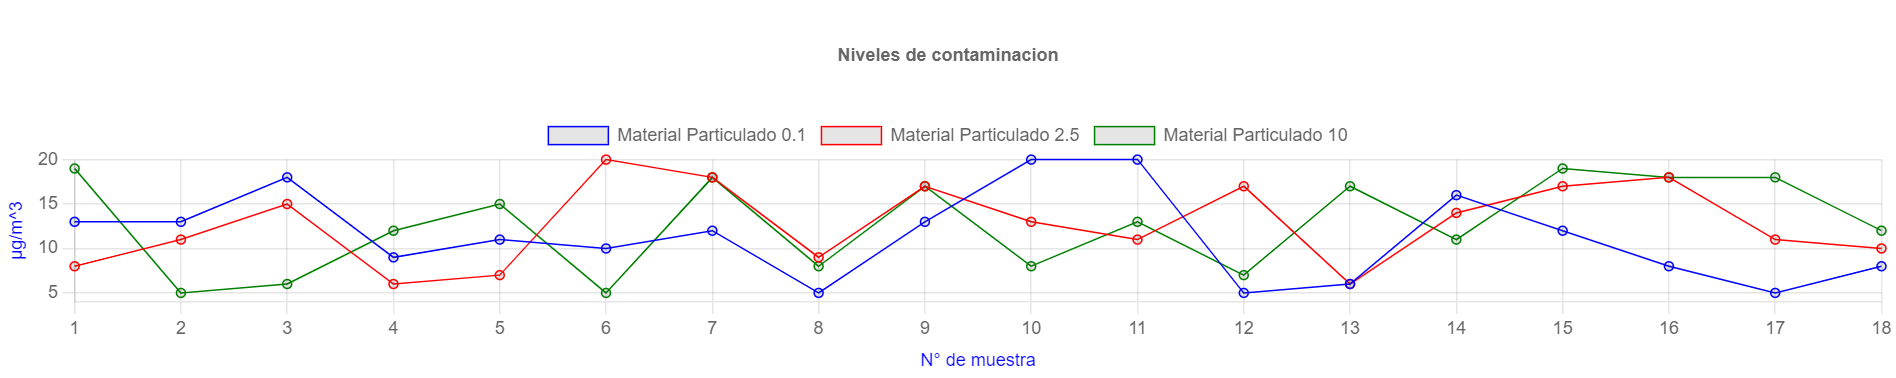 Niveles de contaminacion
Material Particulado 0.1 Material Particulado 2.5 Material Particulado 10
20
15
10
5
µg/m^3
1 2 3 4 5 6 7 8 9 10 11 12 13 14 15 16 17 18
N° de muestra